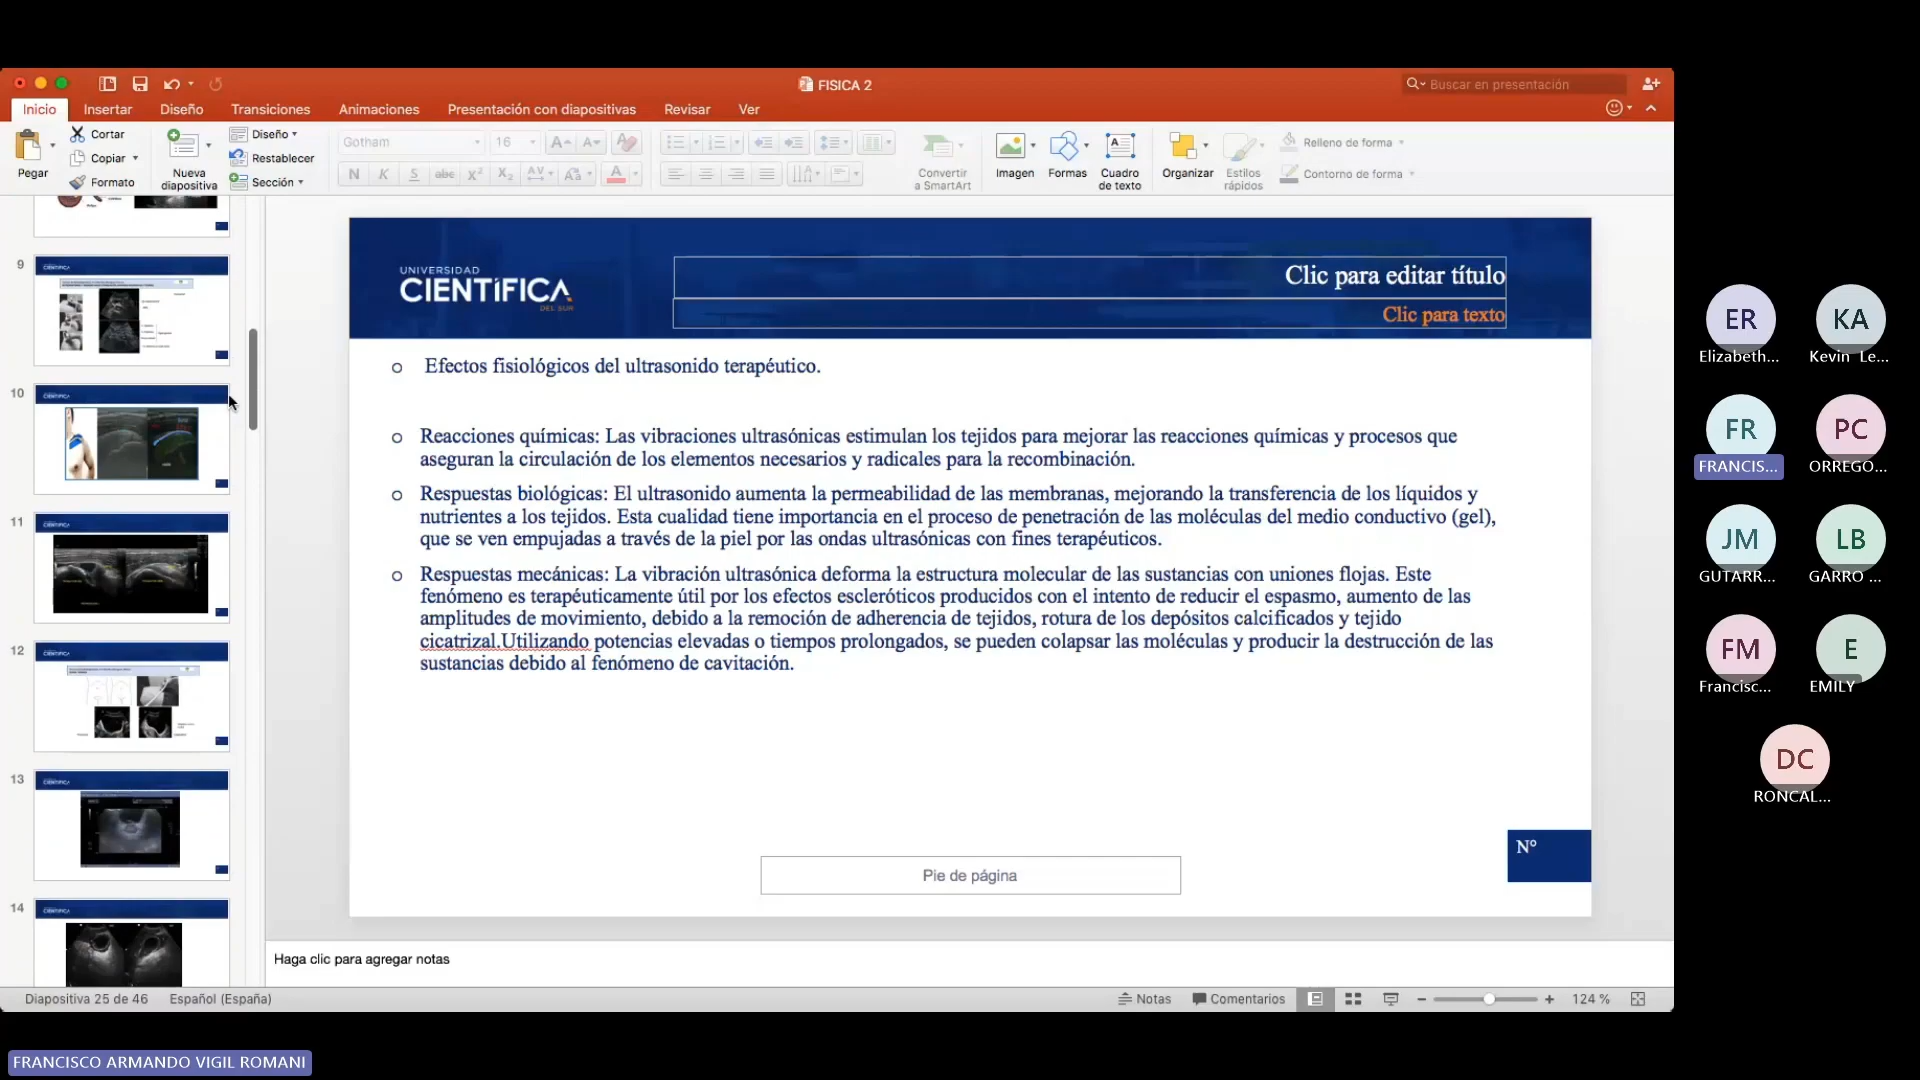 FISICA 2
Buscar en presentación
Inicio
Insertar
Diseño
Transiciones
Animaciones
Presentación con diapositivas
Revisar
Ver
Pegar
Cortar
Copiar
Formato
Nueva
diapositiva
Diseño
Restablecer
Sección
Gotham
16
Convertir
a SmartArt
Imagen
Formas
Cuadro
de texto
Organizar
Estilos
rápidos
Relleno de forma
Contorno de forma
9
10
11
12
13
14
UNIVERSIDAD
CIENTÍFICA
DEL SUR
Clic para editar título
Clic para texto
Efectos fisiológicos del ultrasonido terapéutico.
Reacciones químicas: Las vibraciones ultrasónicas estimulan los tejidos para mejorar las reacciones químicas y procesos que
aseguran la circulación de los elementos necesarios y radicales para la recombinación.
Respuestas biológicas: El ultrasonido aumenta la permeabilidad de las membranas, mejorando la transferencia de los líquidos y
nutrientes a los tejidos. Esta cualidad tiene importancia en el proceso de penetración de las moléculas del medio conductivo (gel),
que se ven empujadas a través de la piel por las ondas ultrasónicas con fines terapéuticos.
Respuestas mecánicas: La vibración ultrasónica deforma la estructura molecular de las sustancias con uniones flojas. Este
fenómeno es terapéuticamente útil por los efectos escleróticos producidos con el intento de reducir el espasmo, aumento de las
amplitudes de movimiento, debido a la remoción de adherencia de tejidos, rotura de los depósitos calcificados y tejido
cicatrizal.Utilizando potencias elevadas o tiempos prolongados, se pueden colapsar las moléculas y producir la destrucción de las
sustancias debido al fenómeno de cavitación.
Nº
Pie de página
Haga clic para agregar notas
Diapositiva 25 de 46
Español (España)
Notas
Comentarios
124 %
ER
Elizabeth...
KA
Kevin Le...
FR
FRANCIS...
PC
ORREGO...
JM
GUTARR...
LB
GARRO ...
FM
Francisc...
E
EMILY
DC
RONCAL...
FRANCISCO ARMANDO VIGIL ROMANI